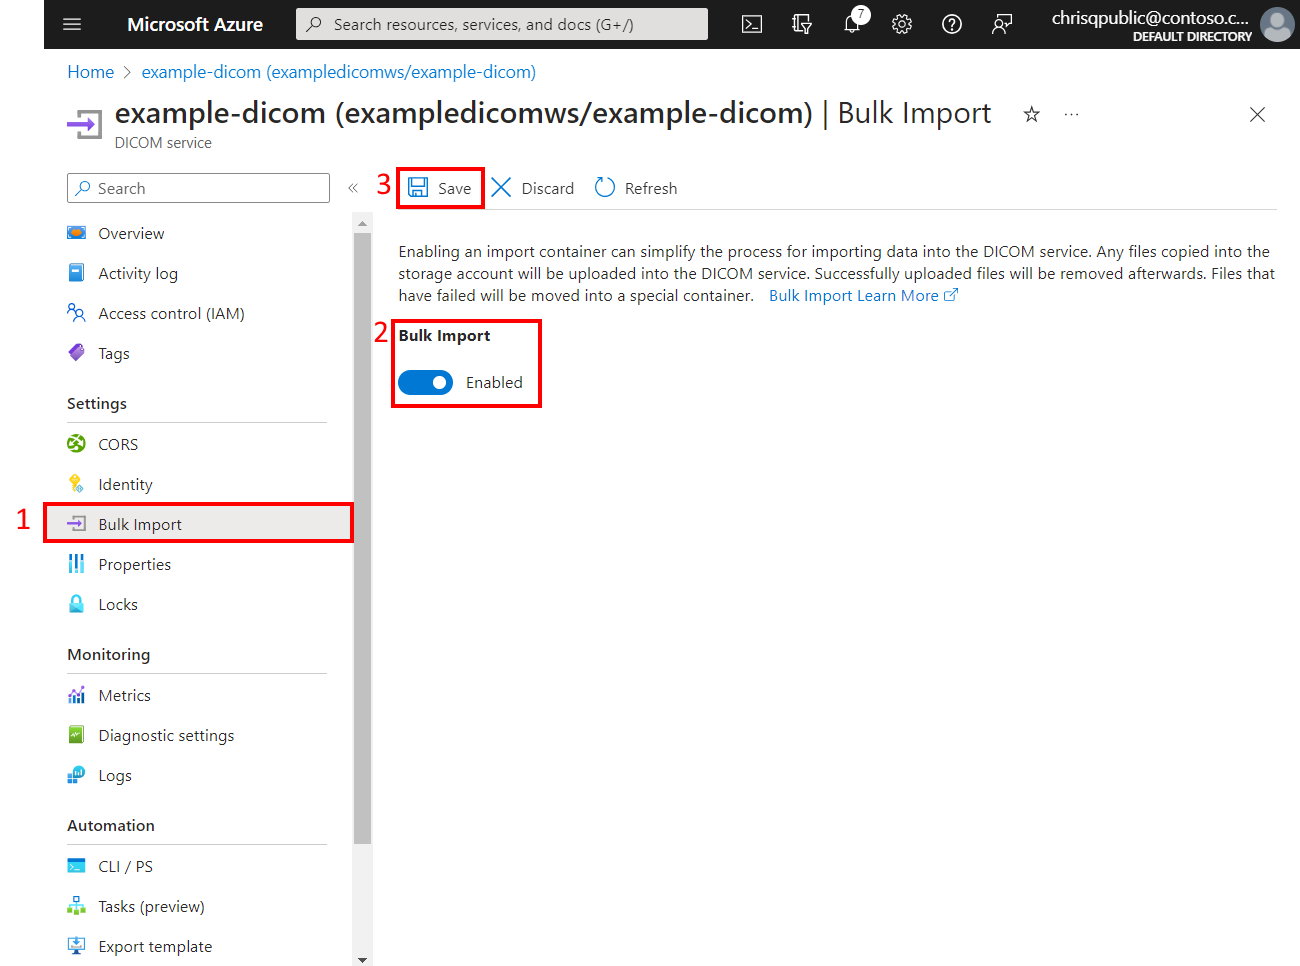 Microsoft Azure
Search resources, services, and docs (G+/)
7
chrisqpublic@contoso.c...
DEFAULT DIRECTORY
Home > example-dicom (exampledicomws/example-dicom)
example-dicom (exampledicomws/example-dicom) | Bulk Import
DICOM service
Search
«
3
Save
Discard
Refresh
Overview
Activity log
Access control (IAM)
Tags
Settings
CORS
Identity
1
Bulk Import
Properties
Locks
Monitoring
Metrics
Diagnostic settings
Logs
Automation
CLI / PS
Tasks (preview)
Export template
Enabling an import container can simplify the process for importing data into the DICOM service. Any files copied into the
storage account will be uploaded into the DICOM service. Successfully uploaded files will be removed afterwards. Files that
have failed will be moved into a special container. Bulk Import Learn More
2
Bulk Import
Enabled